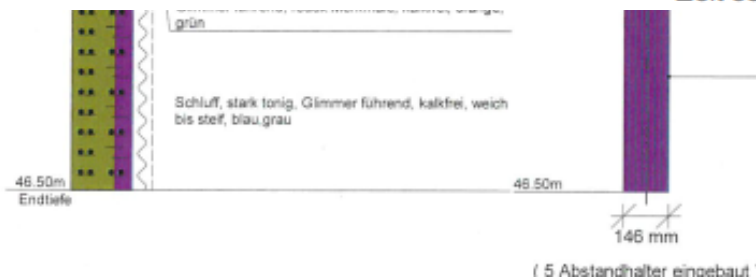 grün
Schluff, stark tonig, Glimmer führend, kalkfrei, weich
bis steif, blau,grau
46.50m
Endtiefe
46.50m
146 mm
( 5 Abstandhalter eingebaut